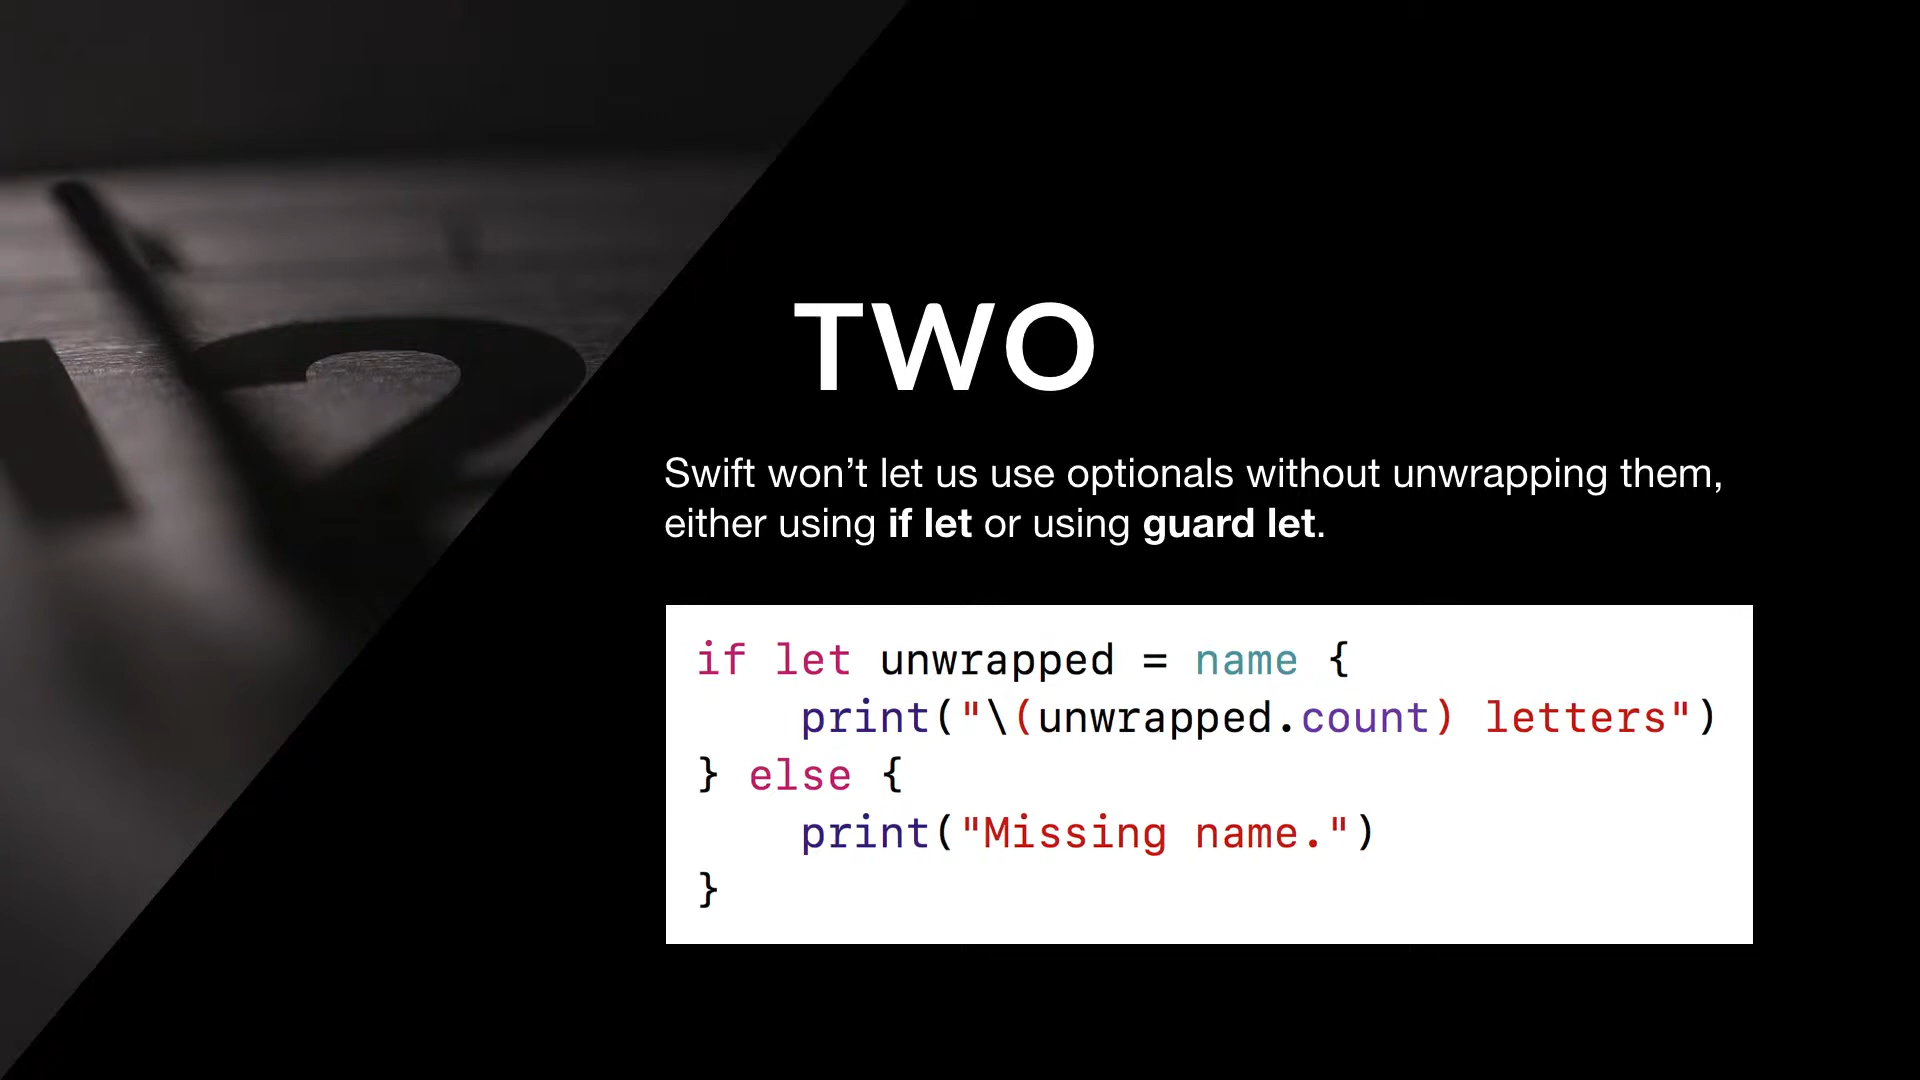 TWO
Swift won’t let us use optionals without unwrapping them,
either using if let or using guard let.
if let unwrapped = name {
    print("\(unwrapped.count) letters")
} else {
    print("Missing name.")
}